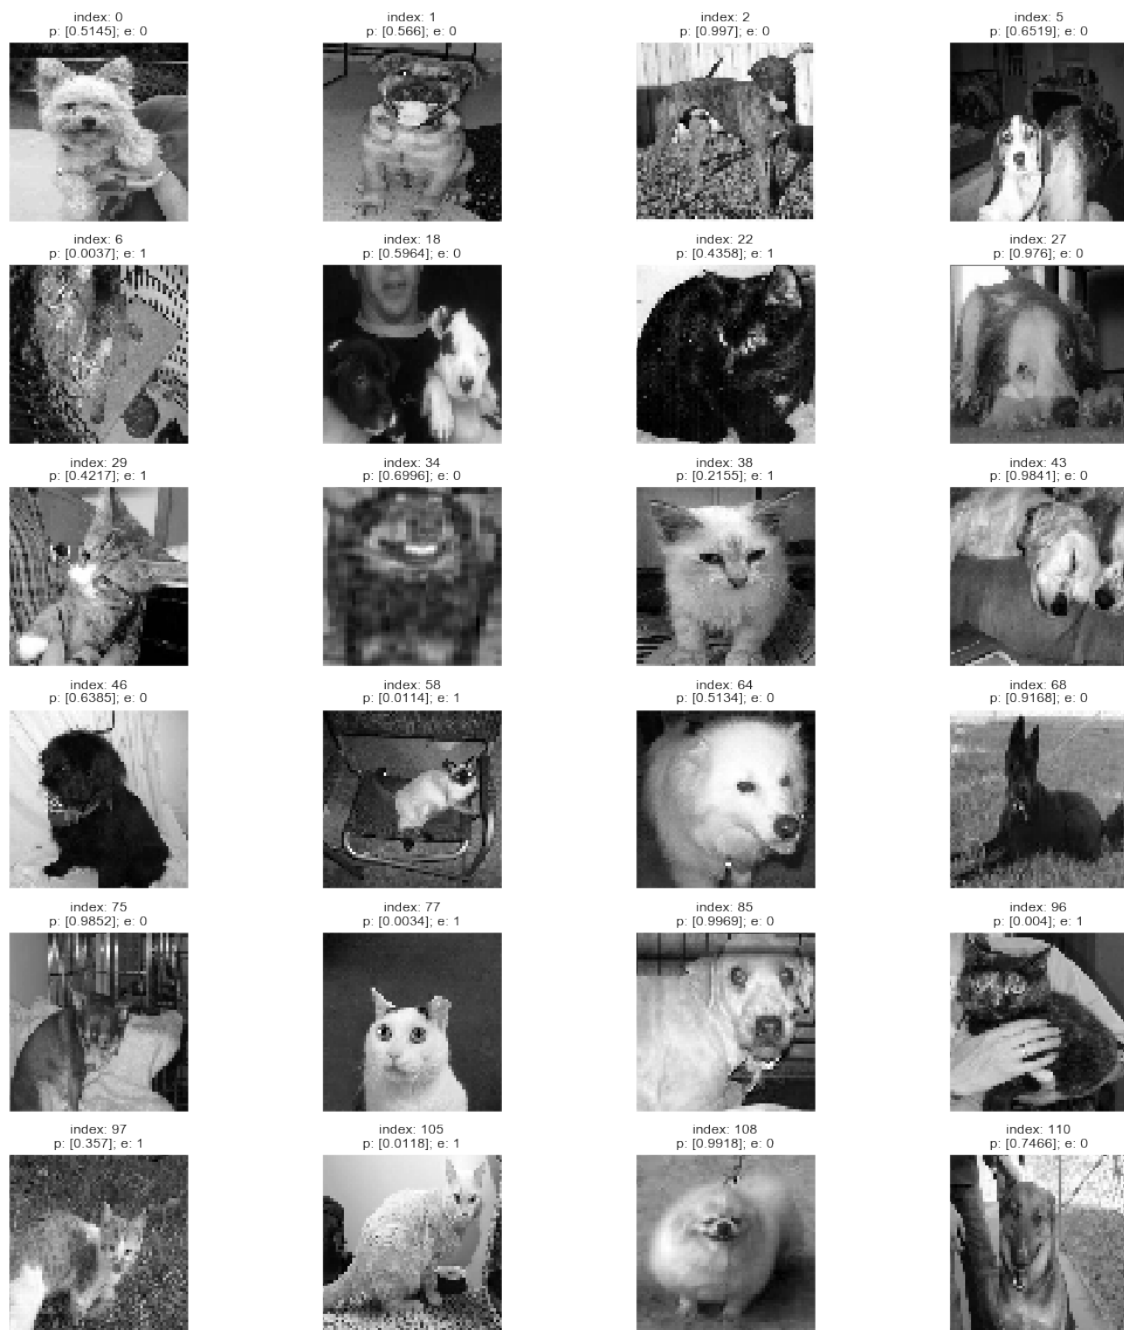 index: 0
p: [0.5145]; e: 0
index: 1
p: [0.566]; e: 0
index: 2
p: [0.997]; e: 0
index: 5
p: [0.6519]; e: 0
index: 6
p: [0.0037]; e: 1
index: 18
p: [0.5964]; e: 0
index: 22
p: [0.4358]; e: 1
index: 27
p: [0.976]; e: 0
index: 29
p: [0.4217]; e: 1
index: 34
p: [0.6996]; e: 0
index: 38
p: [0.2155]; e: 1
index: 43
p: [0.9841]; e: 0
index: 46
p: [0.6385]; e: 0
index: 58
p: [0.0114]; e: 1
index: 64
p: [0.5134]; e: 0
index: 68
p: [0.9168]; e: 0
index: 75
p: [0.9852]; e: 0
index: 77
p: [0.0034]; e: 1
index: 85
p: [0.9969]; e: 0
index: 96
p: [0.004]; e: 1
index: 97
p: [0.357]; e: 1
index: 105
p: [0.0118]; e: 1
index: 108
p: [0.9918]; e: 0
index: 110
p: [0.7466]; e: 0